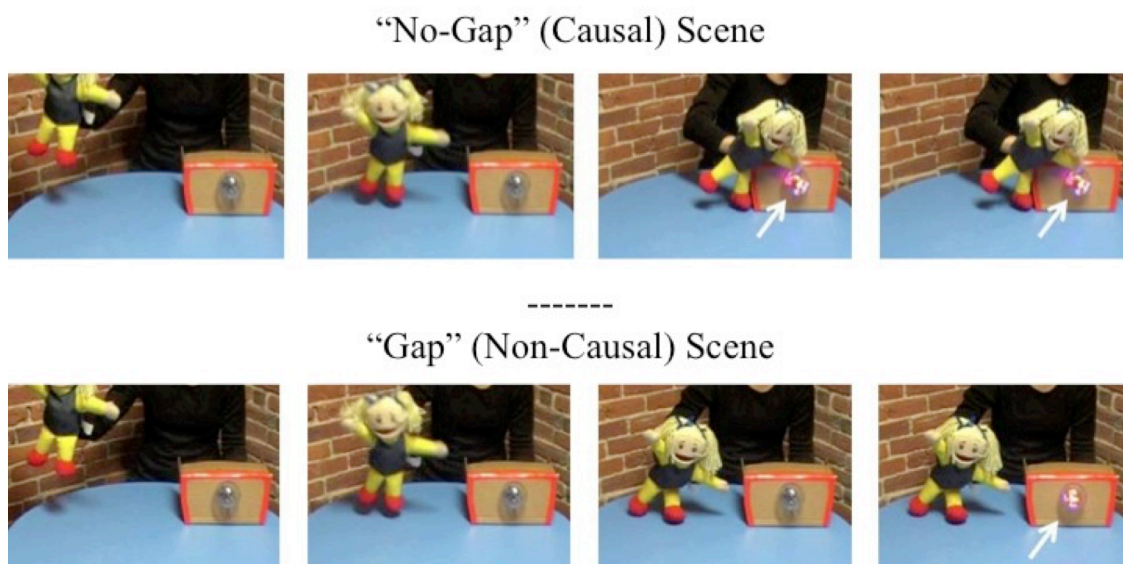 “No-Gap” (Causal) Scene
-------
“Gap” (Non-Causal) Scene